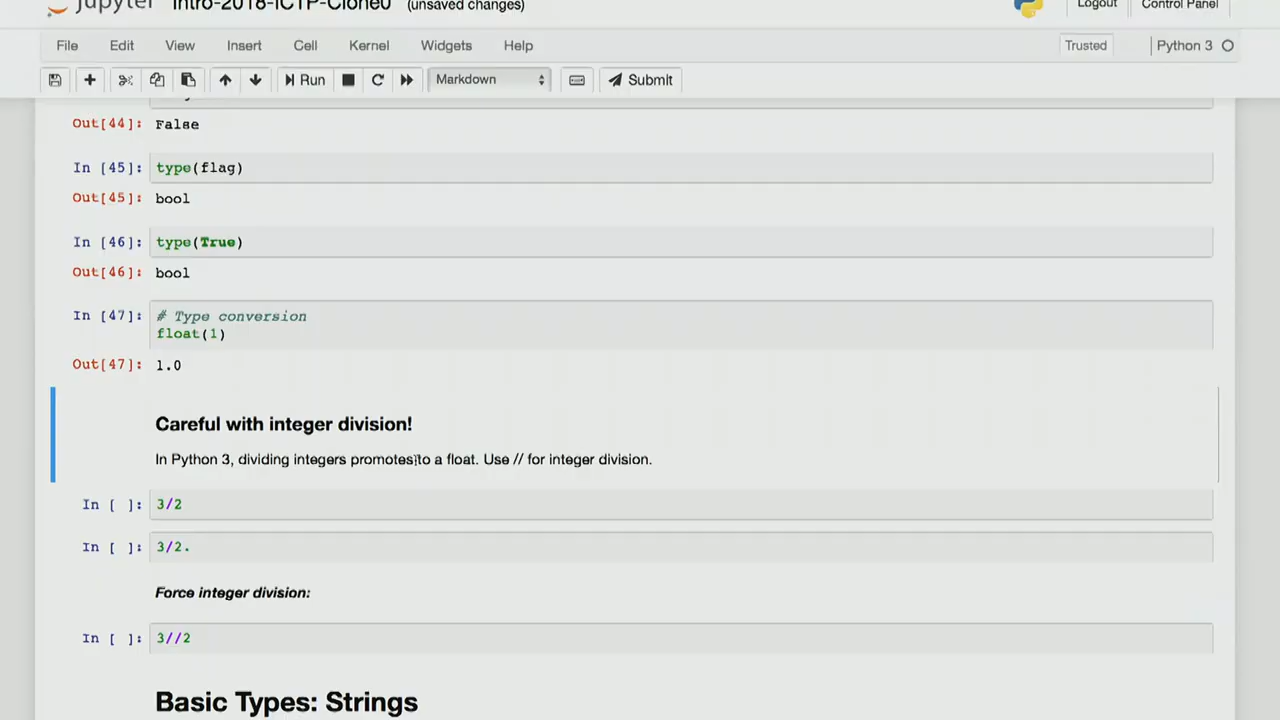 jupyter Intro-2018-ICTP-Clone0 (unsaved changes) Logout Control Panel
File Edit View Insert Cell Kernel Widgets Help Trusted Python 3
Run Markdown Submit
Out[44]: False
In [45]: type(flag)
Out[45]: bool
In [46]: type(True)
Out[46]: bool
In [47]: # Type conversion
float(1)
Out[47]: 1.0
Careful with integer division!
In Python 3, dividing integers promotes to a float. Use // for integer division.
In [ ]: 3/2
In [ ]: 3/2.
Force integer division:
In [ ]: 3//2
Basic Types: Strings